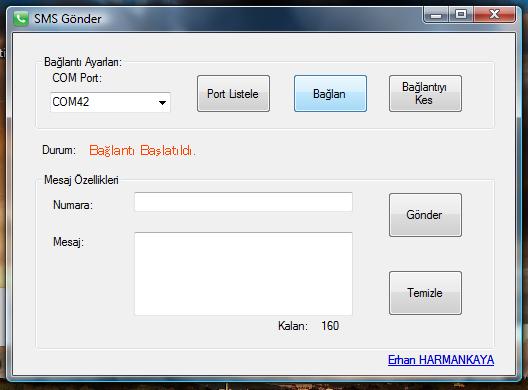 SMS Gönder
Bağlantı Ayarları:
COM Port:
COM42
Port Listele
Bağlan
Bağlantıyı
Kes
Durum: Bağlantı Başlatıldı.
Mesaj Özellikleri
Numara:
Gönder
Mesaj:
Temizle
Kalan: 160
Erhan HARMANKAYA